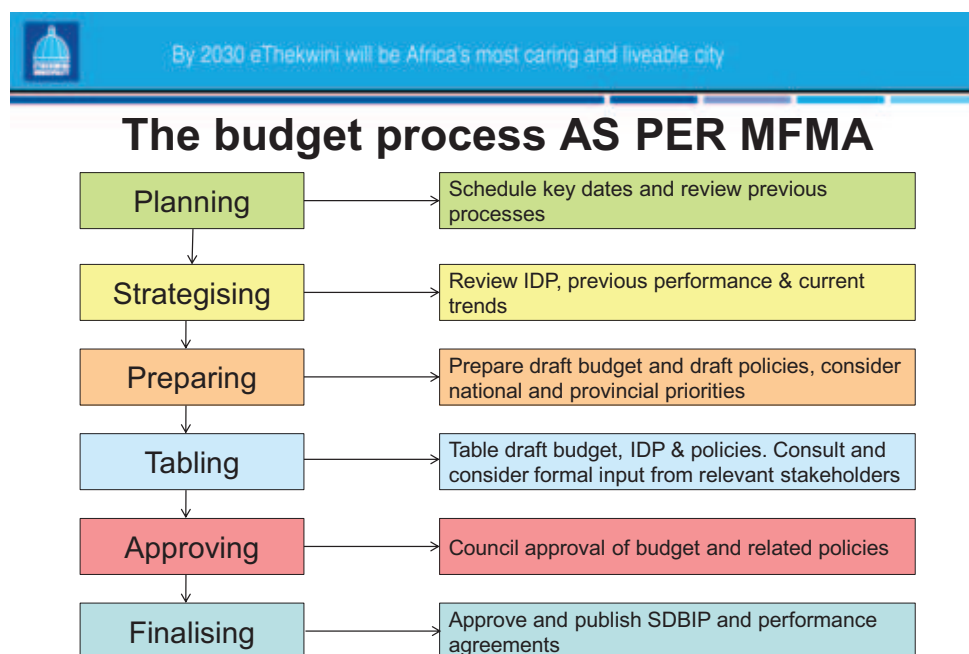 By 2030 eThekwini will be Africa's most caring and liveable city
The budget process AS PER MFMA
Planning
Schedule key dates and review previous
processes
Strategising
Review IDP, previous performance & current
trends
Preparing
Prepare draft budget and draft policies, consider
national and provincial priorities
Tabling
Table draft budget, IDP & policies. Consult and
consider formal input from relevant stakeholders
Approving
Council approval of budget and related policies
Finalising
Approve and publish SDBIP and performance
agreements